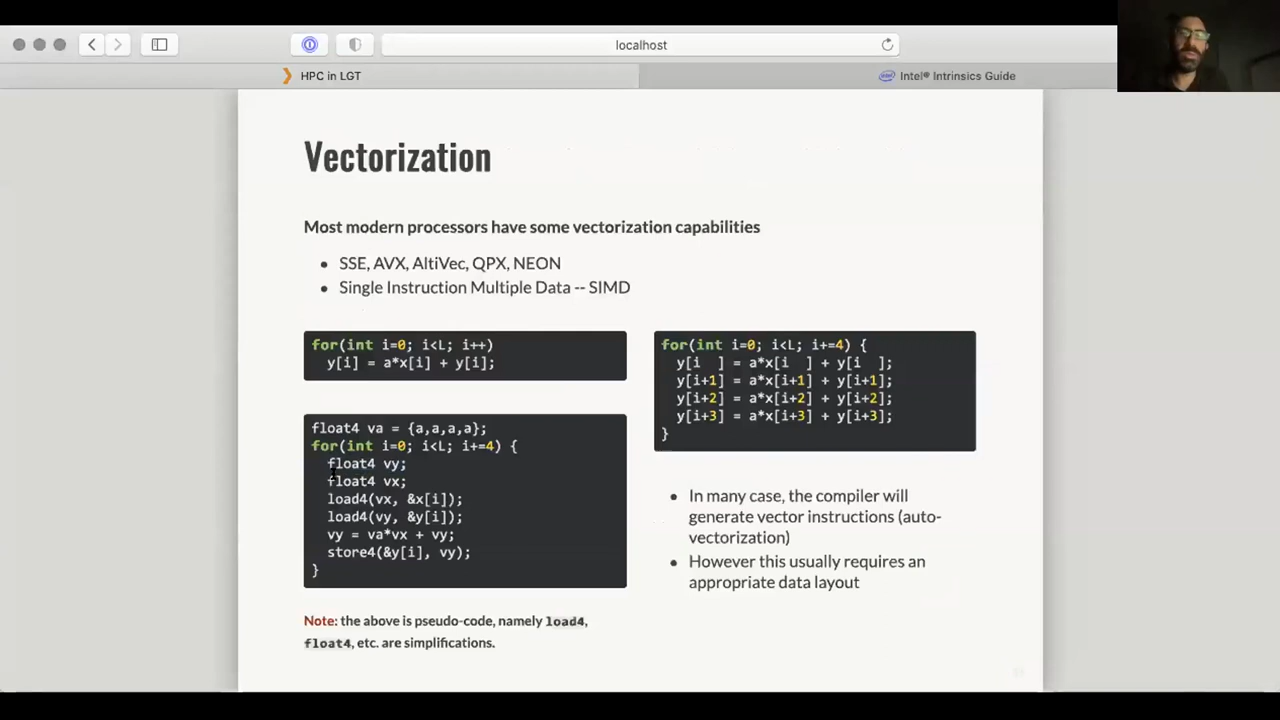 localhost
HPC in LGT
Intel® Intrinsics Guide
Vectorization
Most modern processors have some vectorization capabilities
• SSE, AVX, AltiVec, QPX, NEON
• Single Instruction Multiple Data -- SIMD
for(int i=0; i<L; i++)
y[i] = a*x[i] + y[i];
float4 va = {a,a,a,a};
for(int i=0; i<L; i+=4) {
float4 vy;
float4 vx;
load4(vx, &x[i]);
load4(vy, &y[i]);
vy = va*vx + vy;
store4(&y[i], vy);
}
Note: the above is pseudo-code, namely load4,
float4, etc. are simplifications.
for(int i=0; i<L; i+=4) {
y[i  ] = a*x[i  ] + y[i  ];
y[i+1] = a*x[i+1] + y[i+1];
y[i+2] = a*x[i+2] + y[i+2];
y[i+3] = a*x[i+3] + y[i+3];
}
• In many case, the compiler will
generate vector instructions (auto-
vectorization)
• However this usually requires an
appropriate data layout